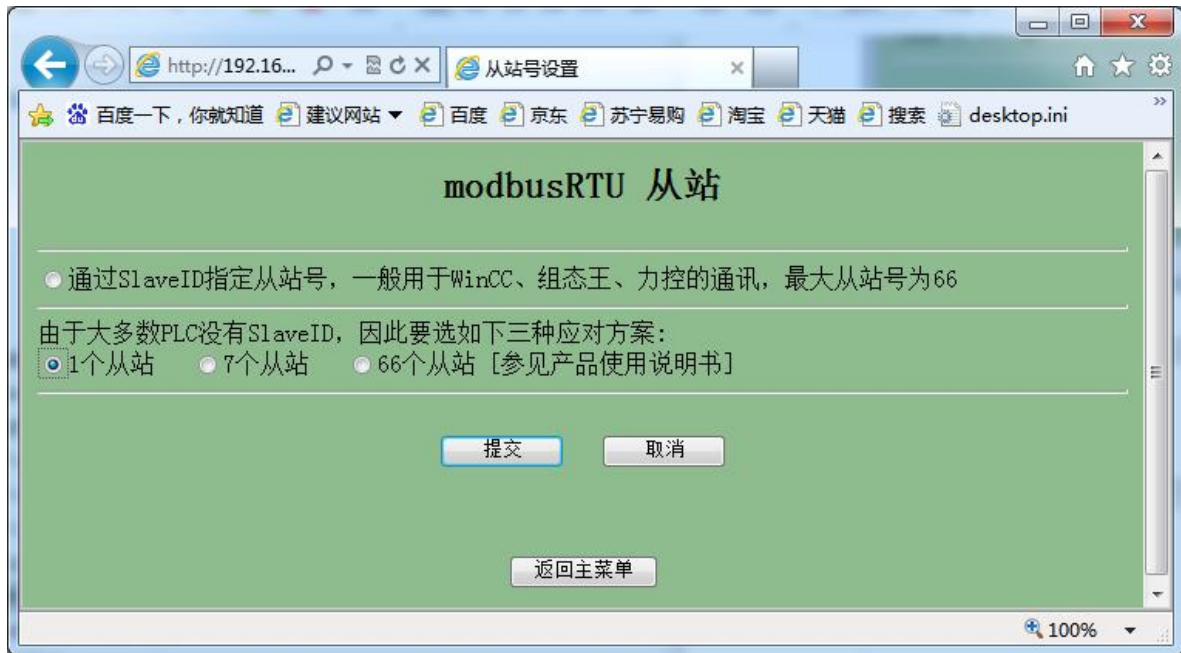 http://192.16... 从站号设置
百度一下，你就知道 建议网站 百度 京东 苏宁易购 淘宝 天猫 搜索 desktop.ini
modbusRTU 从站
通过SlaveID指定从站号，一般用于WinCC、组态王、力控的通讯，最大从站号为66
由于大多数PLC没有SlaveID，因此要选如下三种应对方案：
1个从站 7个从站 66个从站 [参见产品使用说明书]
提交 取消
返回主菜单
100%